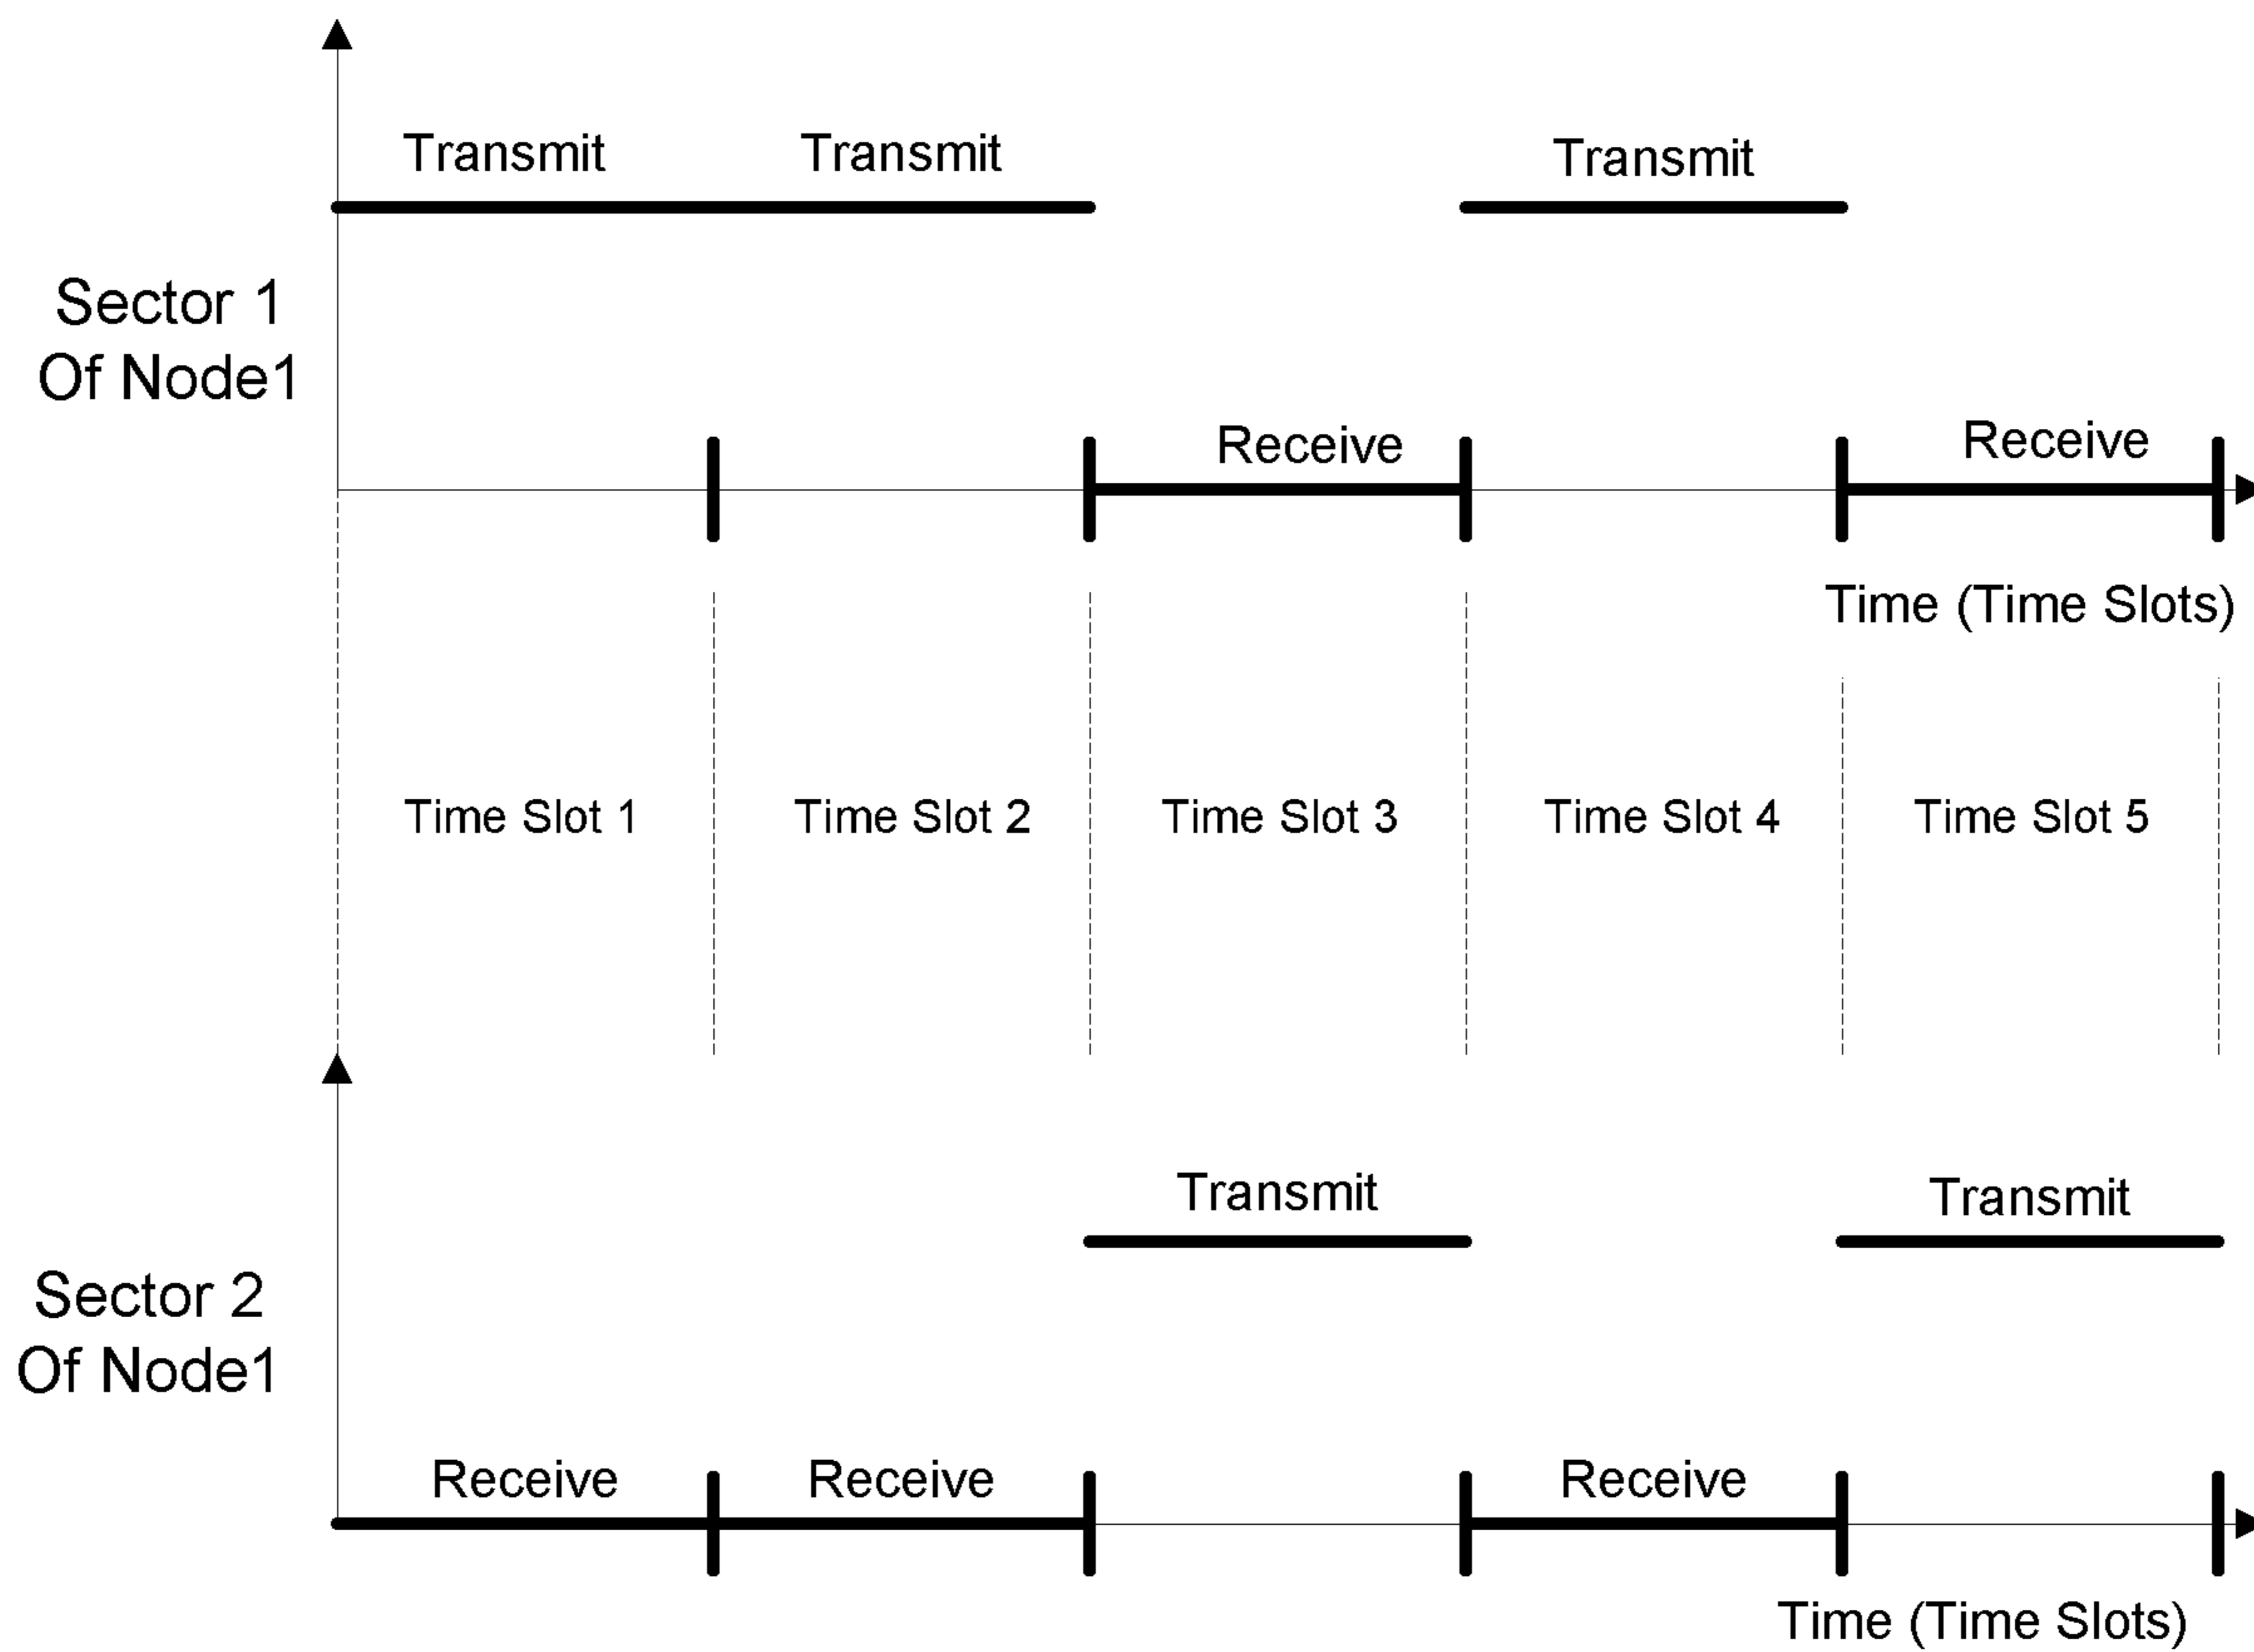 Transmit Transmit Transmit
Sector 1
Of Node1
Receive Receive
Time (Time Slots)
Time Slot 1 Time Slot 2 Time Slot 3 Time Slot 4 Time Slot 5
Transmit Transmit
Sector 2
Of Node1
Receive Receive Receive
Time (Time Slots)